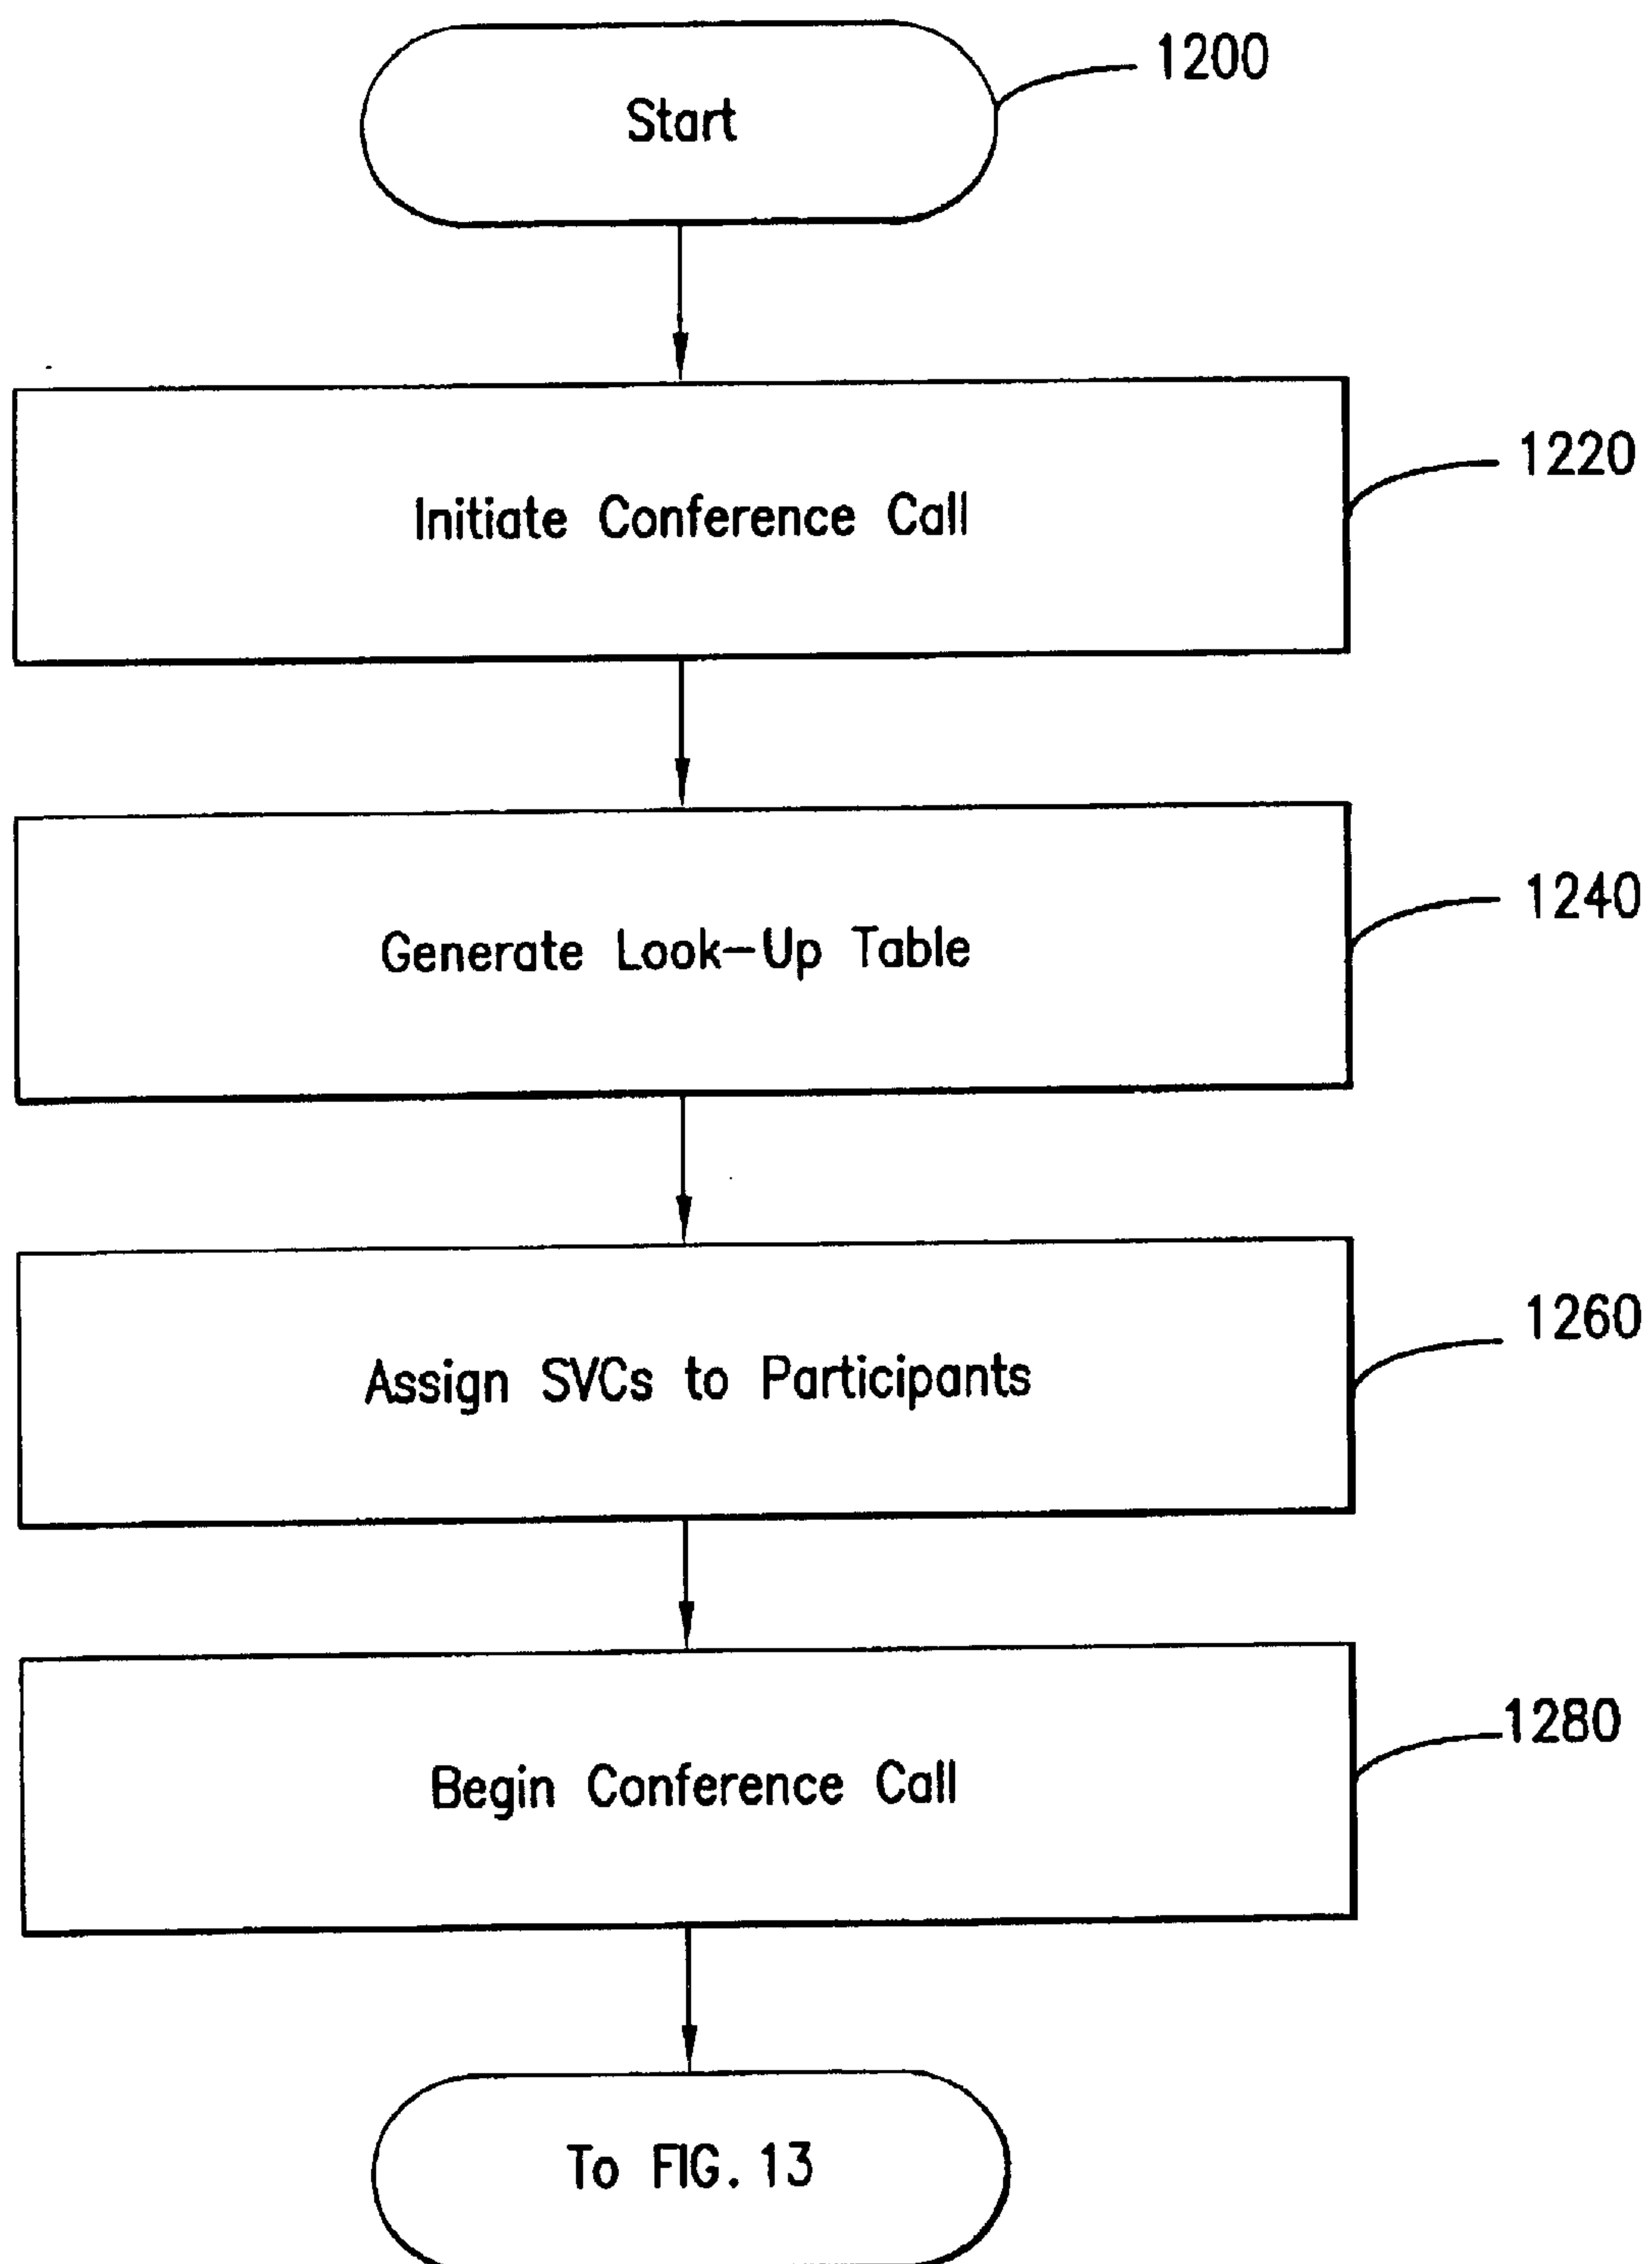 Start
1200
Initiate Conference Call
1220
Generate Look-Up Table
1240
Assign SVCs to Participants
1260
Begin Conference Call
1280
To FIG. 13